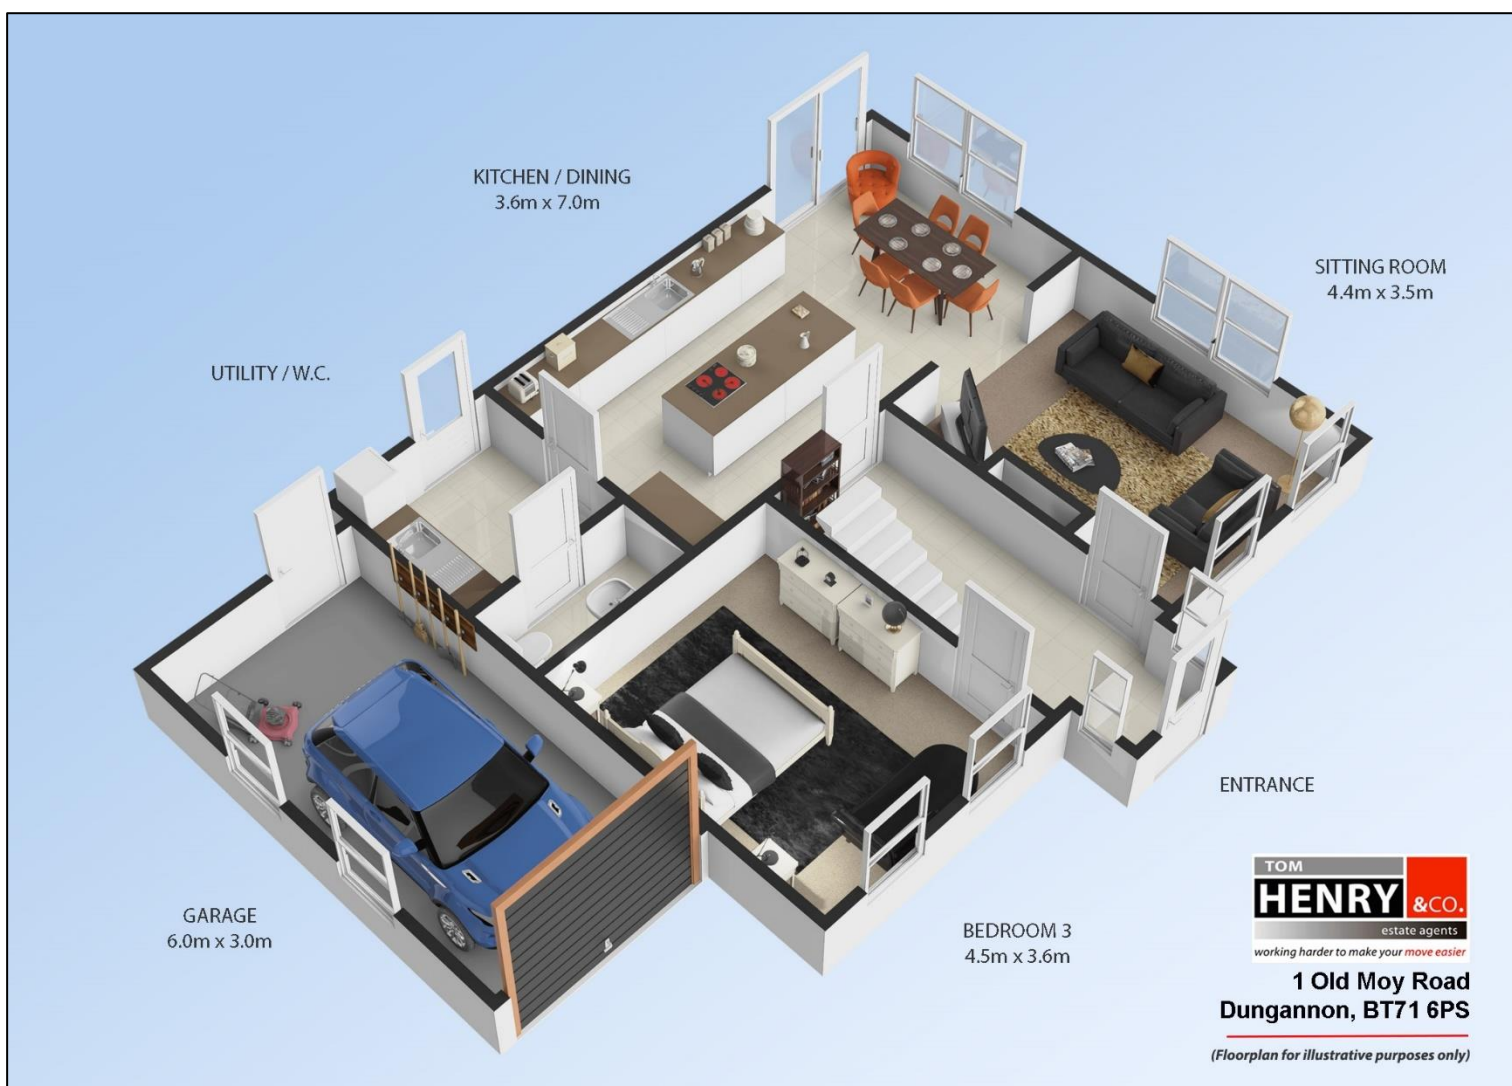 KITCHEN / DINING
3.6m x 7.0m
SITTING ROOM
4.4m x 3.5m
UTILITY / W.C.
ENTRANCE
GARAGE
6.0m x 3.0m
BEDROOM 3
4.5m x 3.6m
TOM
HENRY &CO.
estate agents
working harder to make your move easier
1 Old Moy Road
Dungannon, BT71 6PS
(Floorplan for illustrative purposes only)